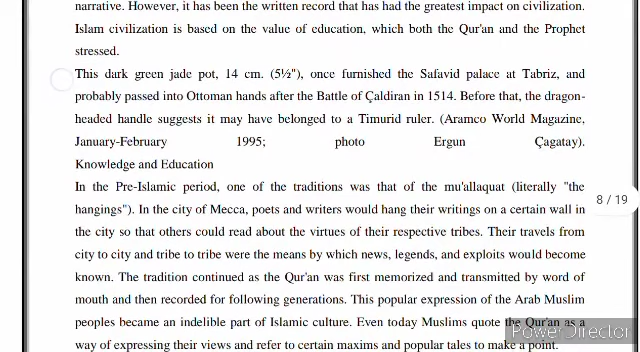 narrative. However, it has been the written record that has had the greatest impact on civilization.
Islam civilization is based on the value of education, which both the Qur'an and the Prophet
stressed.
This dark green jade pot, 14 cm. (5½"), once furnished the Safavid palace at Tabriz, and
probably passed into Ottoman hands after the Battle of Çaldiran in 1514. Before that, the dragon-
headed handle suggests it may have belonged to a Timurid ruler. (Aramco World Magazine,
January-February 1995; photo Ergun Çagatay).
Knowledge and Education
In the Pre-Islamic period, one of the traditions was that of the mu'allaquat (literally "the
hangings"). In the city of Mecca, poets and writers would hang their writings on a certain wall in
the city so that others could read about the virtues of their respective tribes. Their travels from
city to city and tribe to tribe were the means by which news, legends, and exploits would become
known. The tradition continued as the Qur'an was first memorized and transmitted by word of
mouth and then recorded for following generations. This popular expression of the Arab Muslim
peoples became an indelible part of Islamic culture. Even today Muslims quote the Qur'an as a
way of expressing their views and refer to certain maxims and popular tales to make a point.
8 / 19
PowerDirector